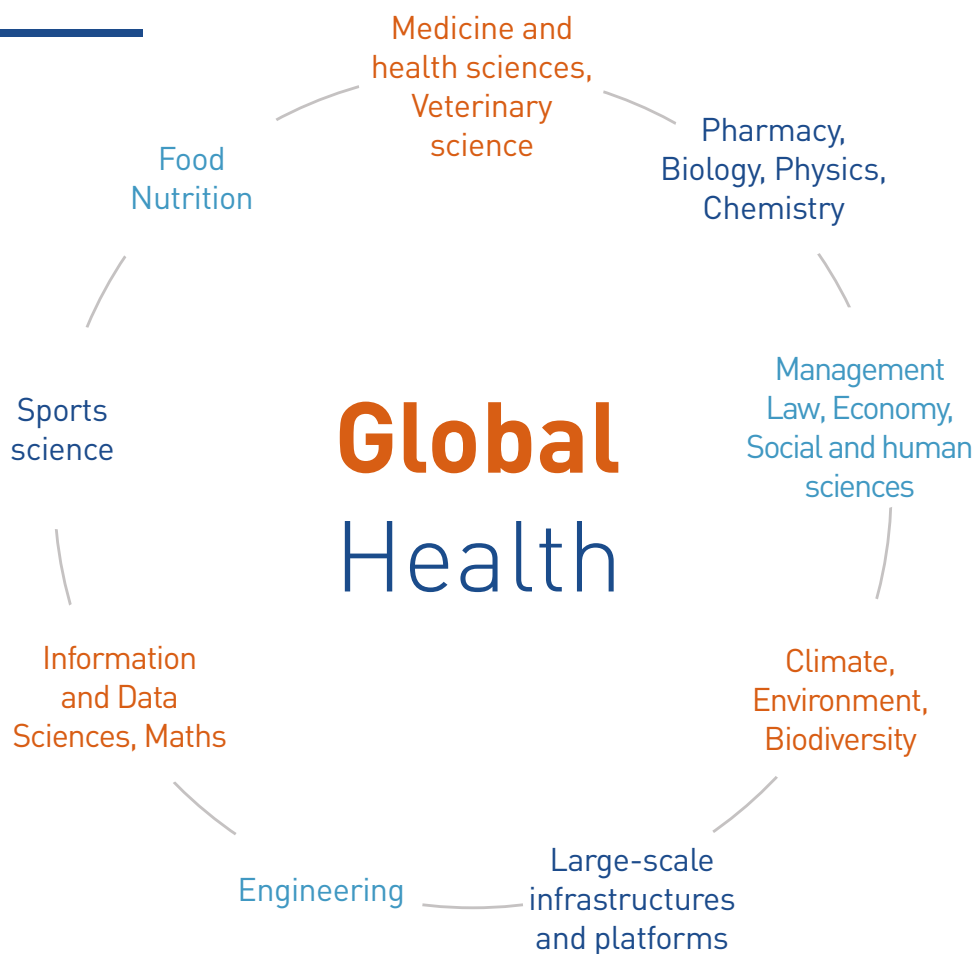 Medicine and
health sciences,
Veterinary
science
Pharmacy,
Biology, Physics,
Chemistry
Management
Law, Economy,
Social and human
sciences
Climate,
Environment,
Biodiversity
Large-scale
infrastructures
and platforms
Engineering
Information
and Data
Sciences, Maths
Sports
science
Food
Nutrition
Global
Health